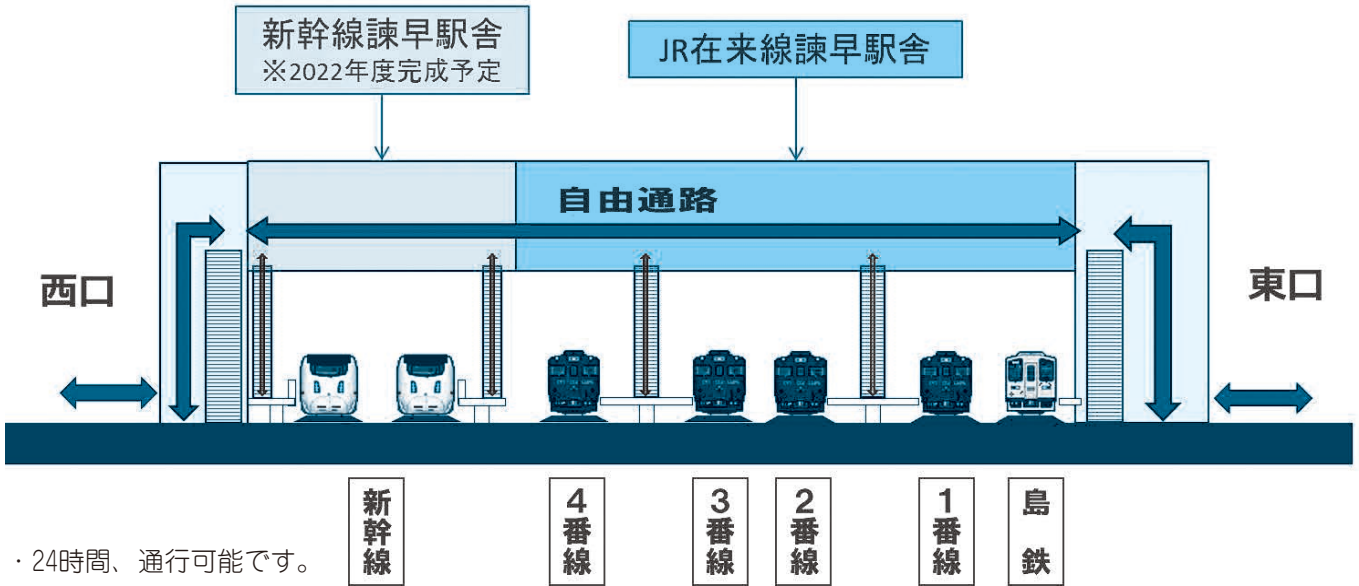 新幹線諫早駅舎
※2022年度完成予定
JR在来線諫早駅舎
自由通路
西口
東口
新幹線
4番線
3番線
2番線
1番線
島鉄
・24時間、通行可能です。